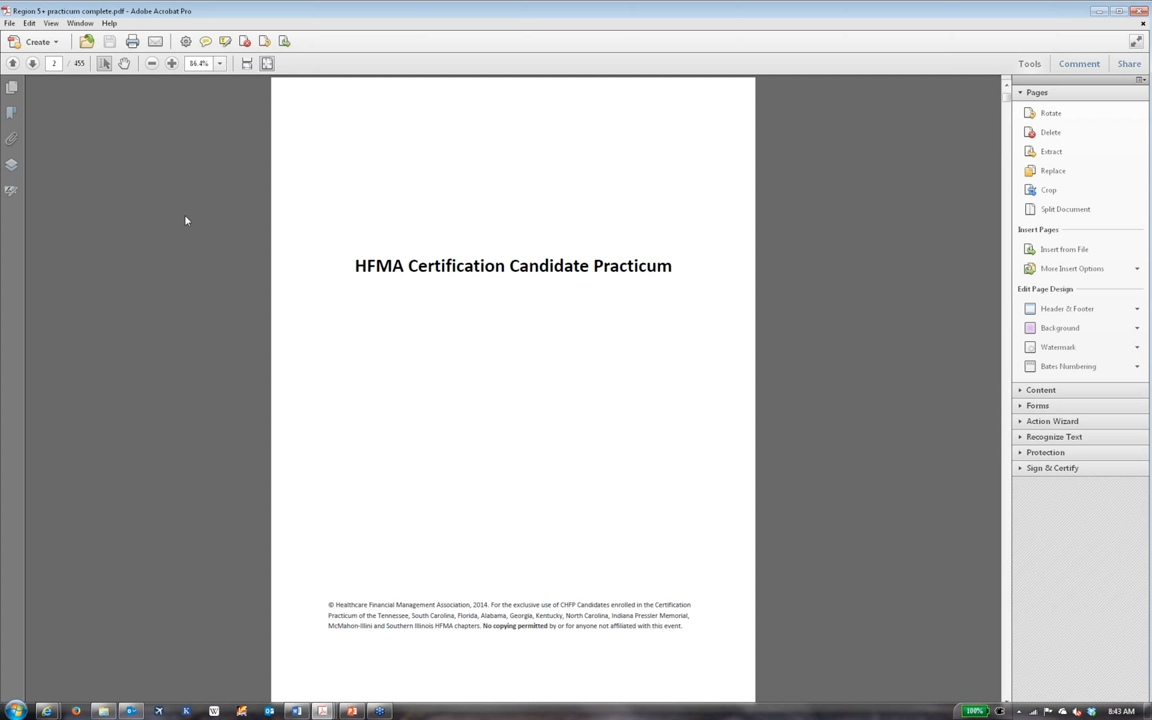 Region 5+ practicum complete.pdf - Adobe Acrobat Pro
File Edit View Window Help
Create
2 / 455 86.4%
Tools Comment Share
Pages
Rotate
Delete
Extract
Replace
Crop
Split Document
Insert Pages
Insert from File
More Insert Options
Edit Page Design
Header & Footer
Background
Watermark
Bates Numbering
Content
Forms
Action Wizard
Recognize Text
Protection
Sign & Certify
HFMA Certification Candidate Practicum
© Healthcare Financial Management Association, 2014. For the exclusive use of CHFP Candidates enrolled in the Certification
Practicum of the Tennessee, South Carolina, Florida, Alabama, Georgia, Kentucky, North Carolina, Indiana Pressler Memorial,
McMahon-Illini and Southern Illinois HFMA chapters. No copying permitted by or for anyone not affiliated with this event.
100% 8:43 AM